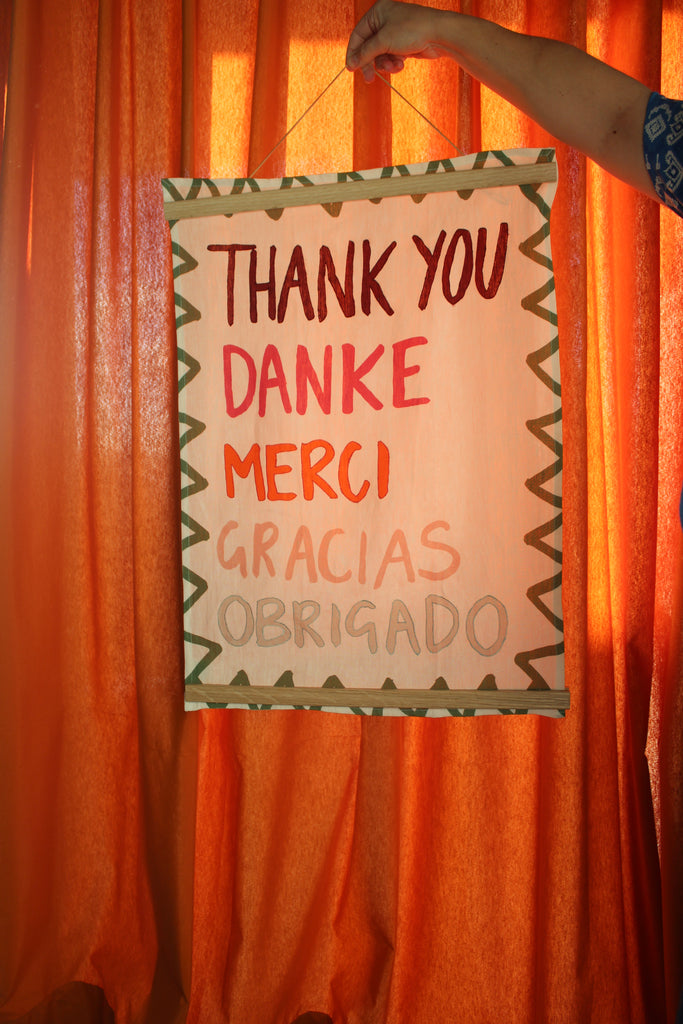 THANK YOU
DANKE
MERCI
GRACIAS
OBRIGADO